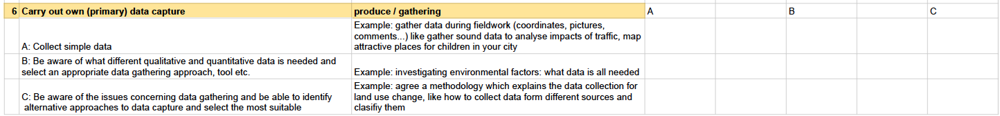 6 Carry out own (primary) data capture produce / gathering A B C
A: Collect simple data
Example: gather data during fieldwork (coordinates, pictures,
comments...) like gather sound data to analyse impacts of traffic, map
attractive places for children in your city
B: Be aware of what different qualitative and quantitative data is needed and
select an appropriate data gathering approach, tool etc.
Example: investigating environmental factors: what data is all needed
C: Be aware of the issues concerning data gathering and be able to identify
alternative approaches to data capture and select the most suitable
Example: agree a methodology which explains the data collection for
land use change, like how to collect data form different sources and
clasifiy them